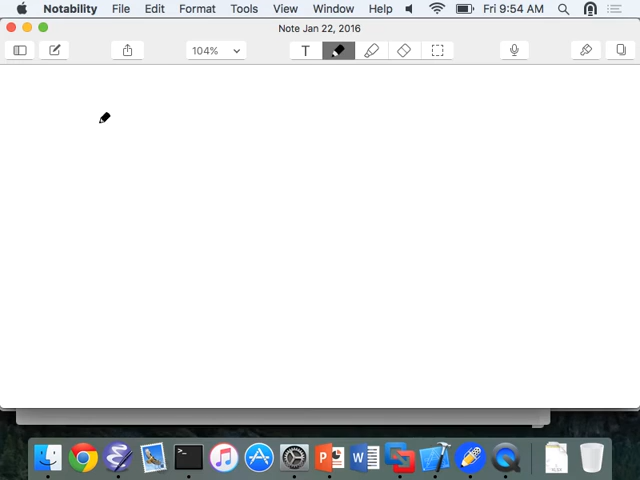 Notability File Edit Format Tools View Window Help Fri 9:54 AM
Note Jan 22, 2016
104% T
>_
P W